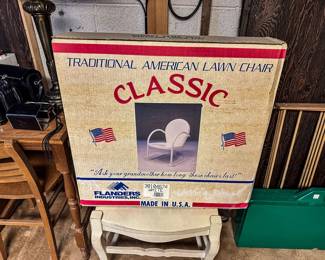 TRADITIONAL AMERICAN LAWN CHAIR
CLASSIC
"Ask your grandmother how long these chairs last!"
FLANDERS
INDUSTRIES, INC.
MADE IN U.S.A.